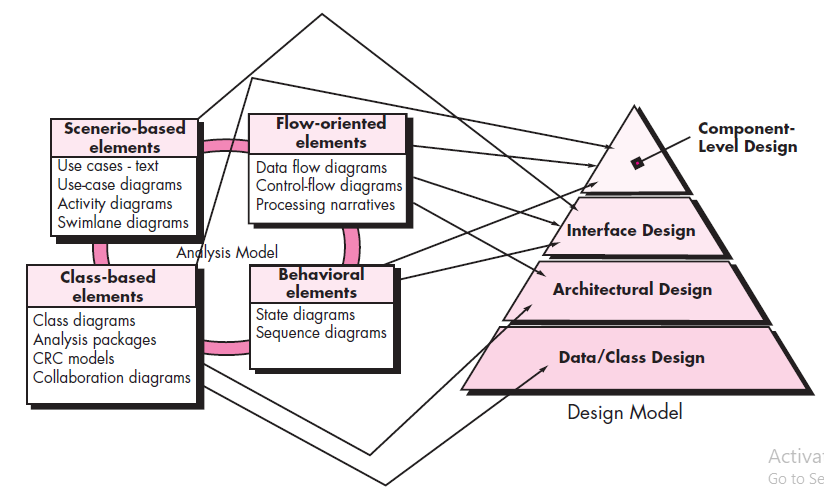 Scenerio-based
elements
Use cases - text
Use-case diagrams
Activity diagrams
Swimlane diagrams
Flow-oriented
elements
Data flow diagrams
Control-flow diagrams
Processing narratives
Analysis Model
Class-based
elements
Class diagrams
Analysis packages
CRC models
Collaboration diagrams
Behavioral
elements
State diagrams
Sequence diagrams
Component-
Level Design
Interface Design
Architectural Design
Data/Class Design
Design Model
Activa
Go to Se